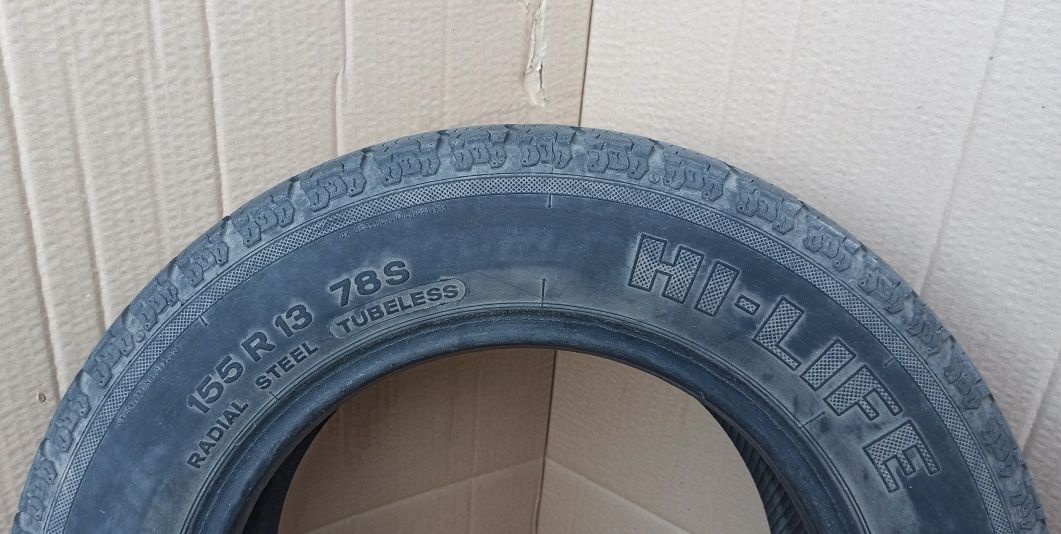 155 R 13 78S
RADIAL STEEL TUBELESS
HI-LIFE